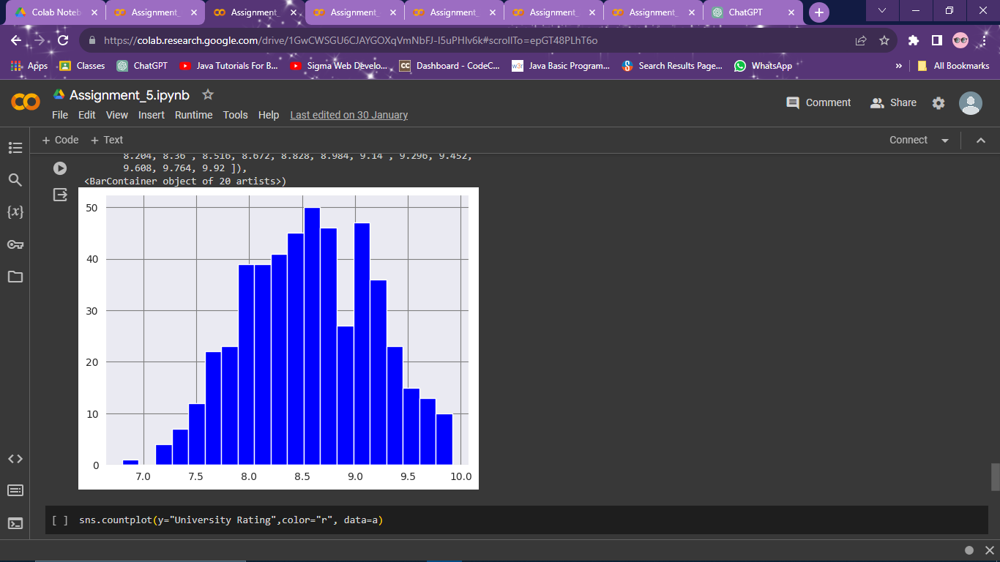 Colab Noteb
Assignment_
Assignment_
Assignment_
Assignment_
Assignment_
Assignment_
ChatGPT
https://colab.research.google.com/drive/1GwCWSGU6CJAYGOXqVmNbFJ-I5uPHlv6k#scrollTo=epGT48PLhT6o
Apps
Classes
ChatGPT
Java Tutorials For B...
Sigma Web Develo...
CC
Dashboard - CodeC...
w3r
Java Basic Program...
Search Results Page...
WhatsApp
»
All Bookmarks
Assignment_5.ipynb
Comment
Share
File Edit View Insert Runtime Tools Help Last edited on 30 January
+ Code + Text
Connect
{x}
8.204, 8.36 , 8.516, 8.672, 8.828, 8.984, 9.14 , 9.296, 9.452,
9.608, 9.764, 9.92 ]),
<BarContainer object of 20 artists>)
50
40
30
20
10
0
7.0 7.5 8.0 8.5 9.0 9.5 10.0
[ ] sns.countplot(y="University Rating",color="r", data=a)